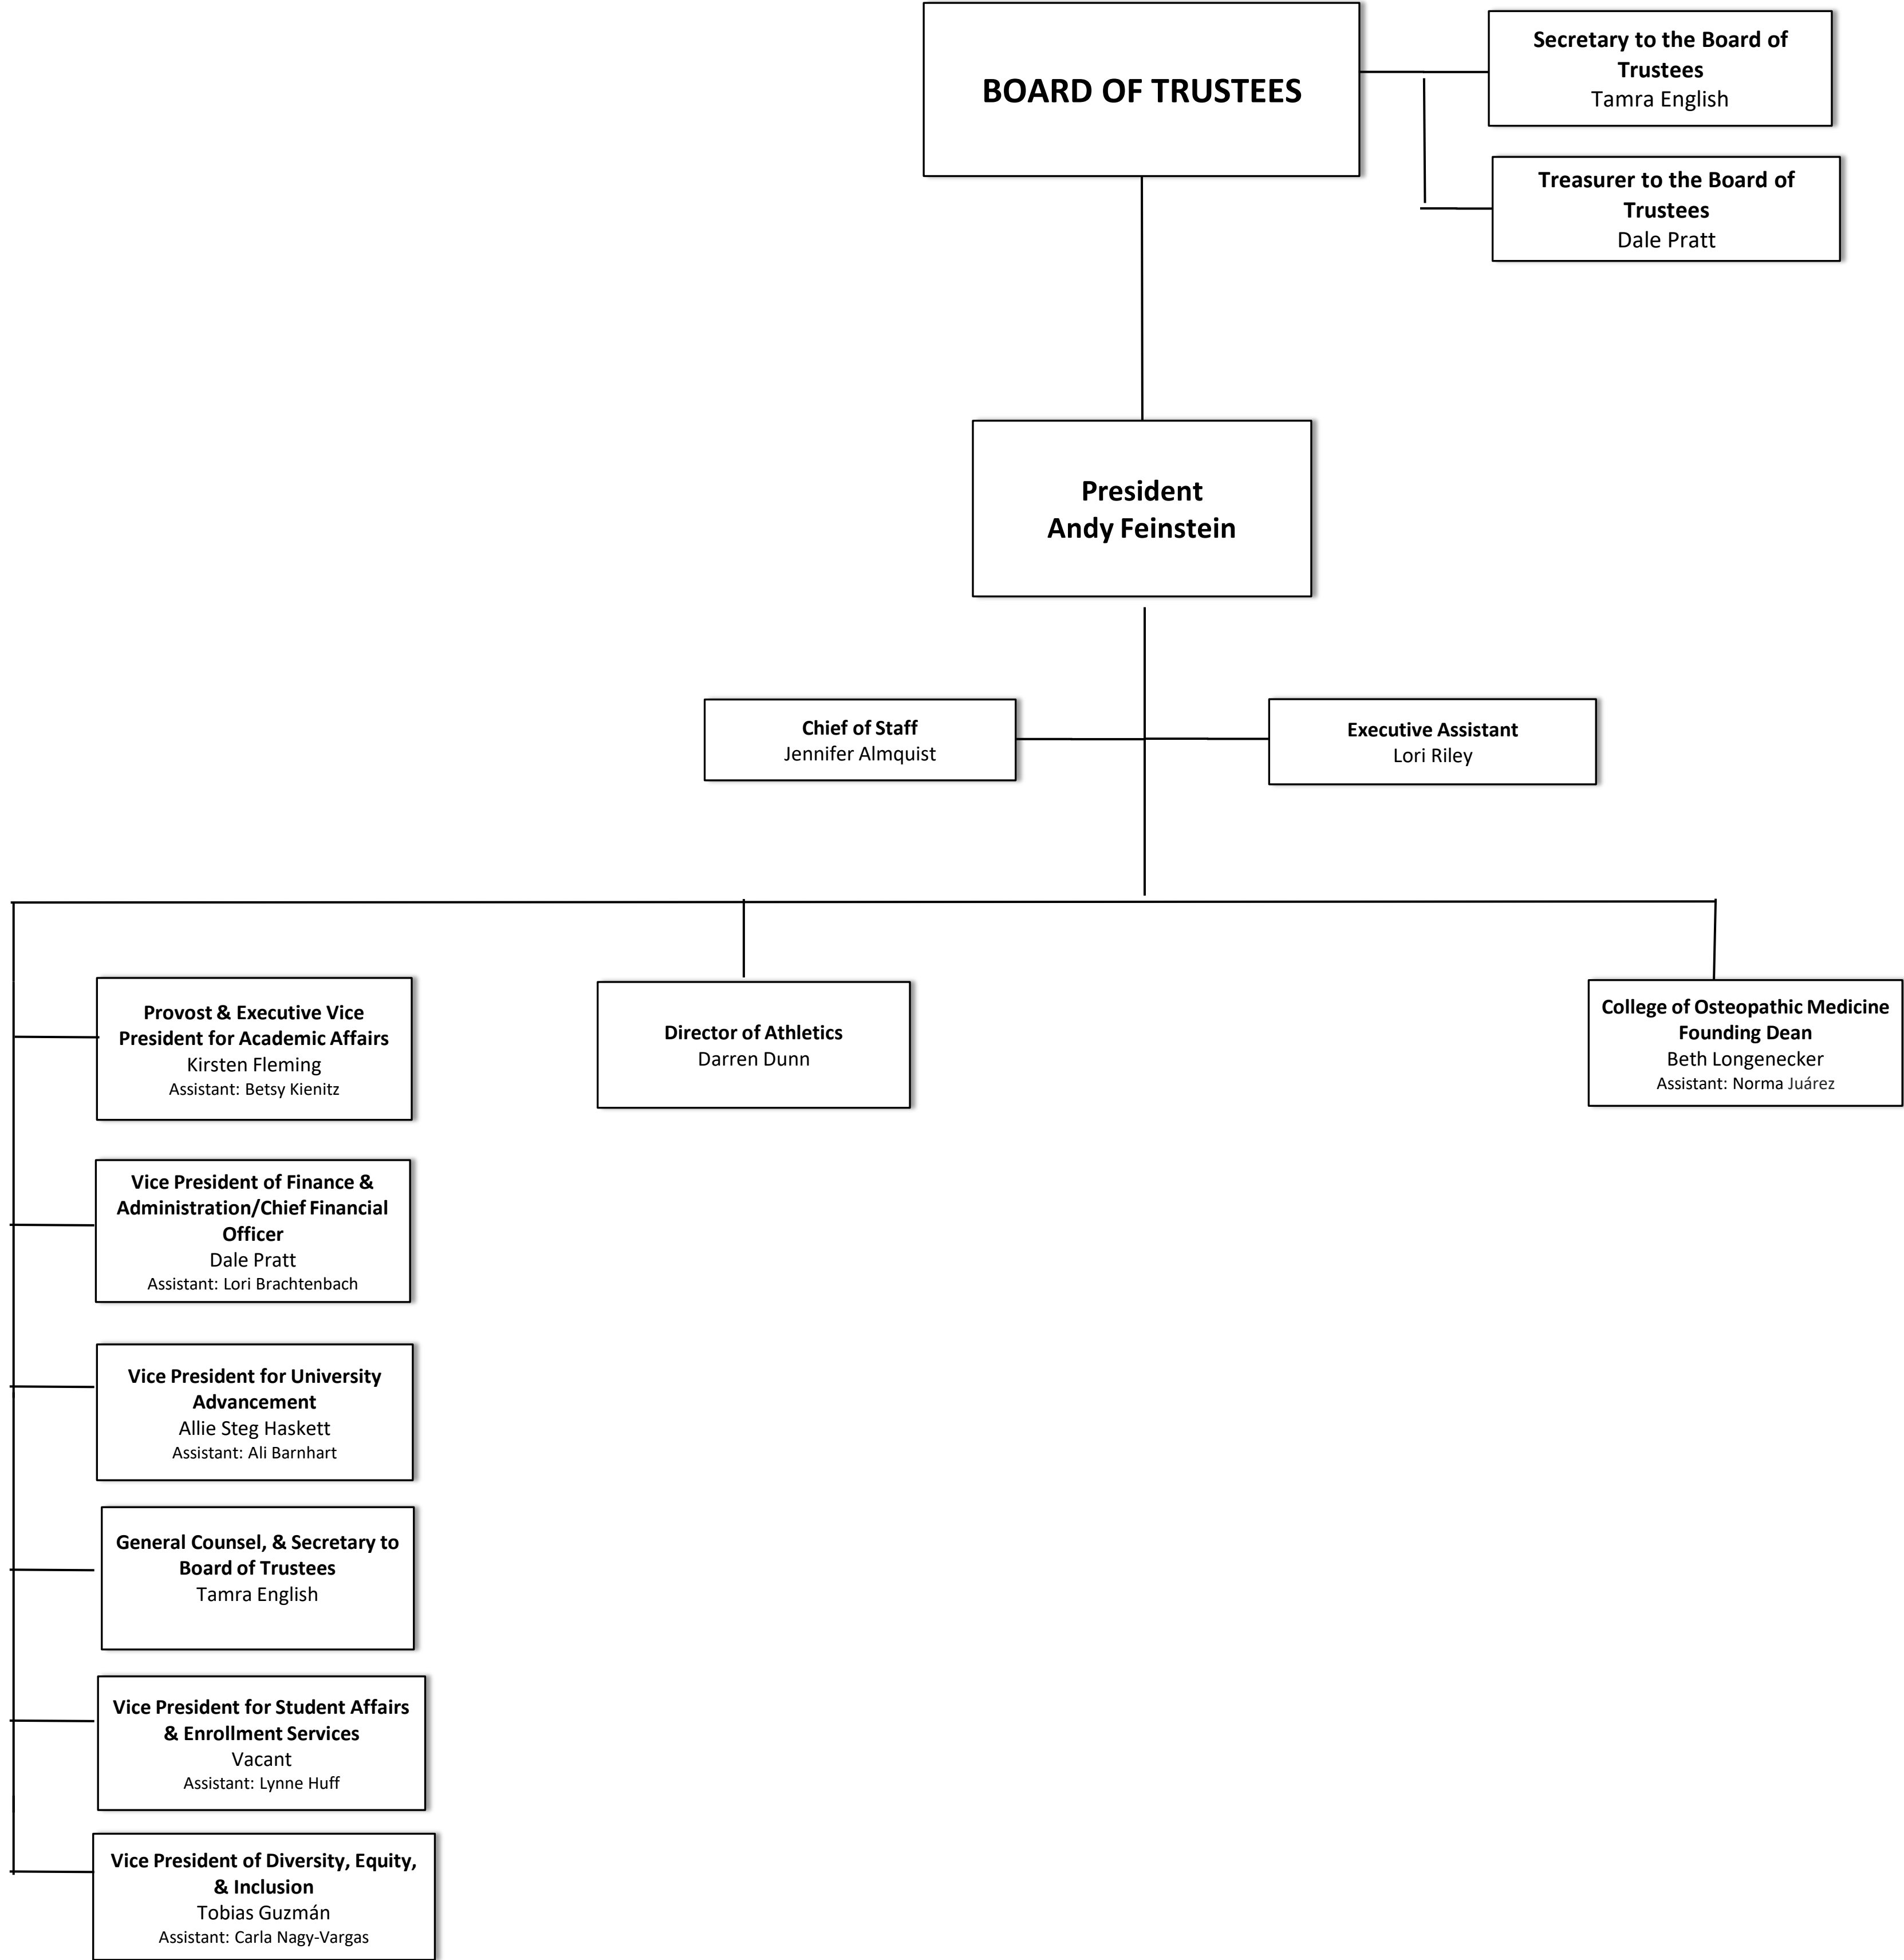 BOARD OF TRUSTEES
Secretary to the Board of
Trustees
Tamra English
Treasurer to the Board of
Trustees
Dale Pratt
President
Andy Feinstein
Chief of Staff
Jennifer Almquist
Executive Assistant
Lori Riley
Provost & Executive Vice
President for Academic Affairs
Kirsten Fleming
Assistant: Betsy Kienitz
Director of Athletics
Darren Dunn
College of Osteopathic Medicine
Founding Dean
Beth Longenecker
Assistant: Norma Juárez
Vice President of Finance &
Administration/Chief Financial
Officer
Dale Pratt
Assistant: Lori Brachtenbach
Vice President for University
Advancement
Allie Steg Haskett
Assistant: Ali Barnhart
General Counsel, & Secretary to
Board of Trustees
Tamra English
Vice President for Student Affairs
& Enrollment Services
Vacant
Assistant: Lynne Huff
Vice President of Diversity, Equity,
& Inclusion
Tobias Guzmán
Assistant: Carla Nagy-Vargas